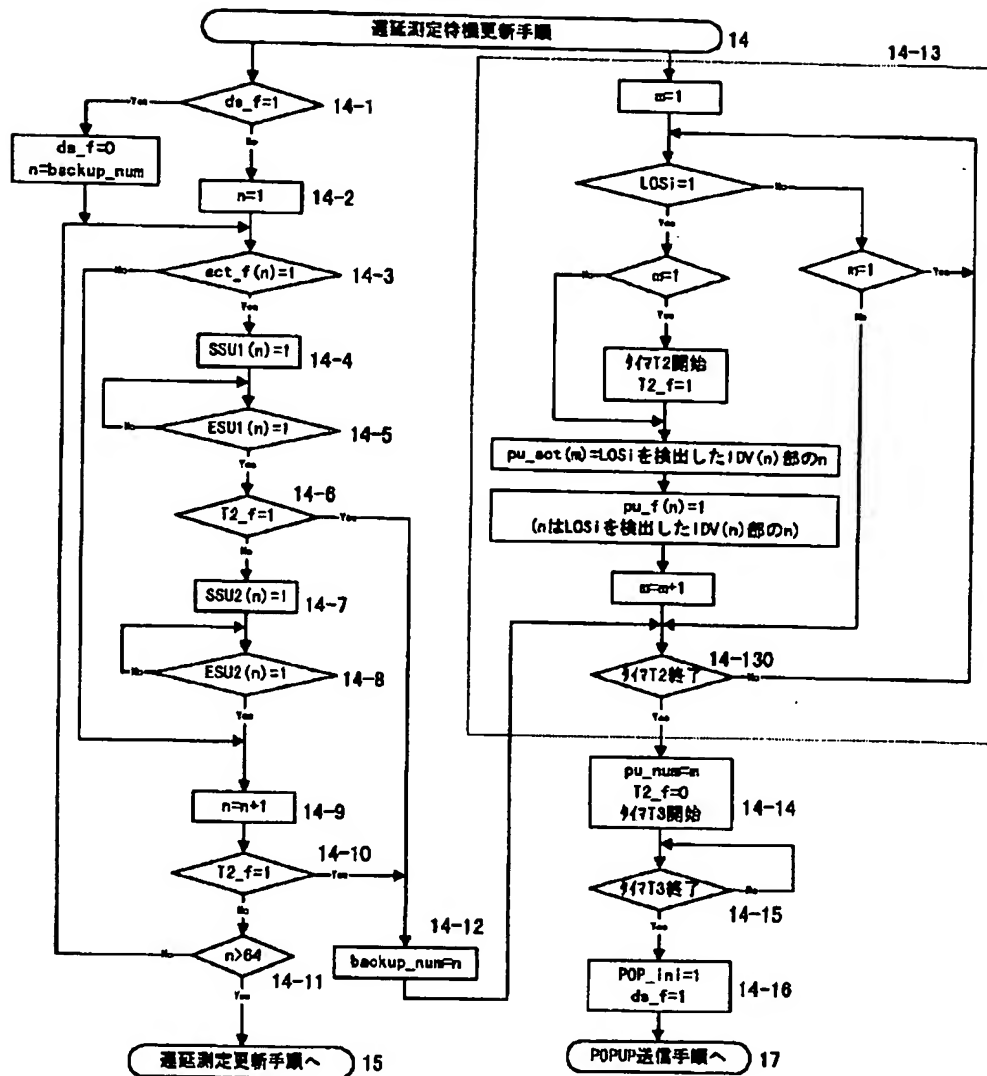 遅延測定待機更新手順
14
14-13
ds_f=1
14-1
Yes
No
ds_f=0
n=backup_num
n=1
14-2
act_f(n)=1
14-3
No
Yes
SSU1(n)=1
14-4
ESU1(n)=1
14-5
No
Yes
14-6
T2_f=1
Yes
No
SSU2(n)=1
14-7
ESU2(n)=1
14-8
No
Yes
n=n+1
14-9
14-10
T2_f=1
Yes
No
n>64
14-11
No
Yes
14-12
backup_num=n
遅延測定更新手順へ
15
m=1
LOSi=1
No
Yes
m=1
No
Yes
m=1
Yes
No
タイマT2開始
T2_f=1
pu_act(m)=LOSiを検出したIDV(n)部のn
pu_f(n)=1
(nはLOSiを検出したIDV(n)部のn)
m=m+1
14-130
タイマT2終了
No
Yes
pu_num=m
T2_f=0
タイマT3開始
14-14
タイマT3終了
No
14-15
Yes
POP_ini=1
ds_f=1
14-16
POPUP送信手順へ
17